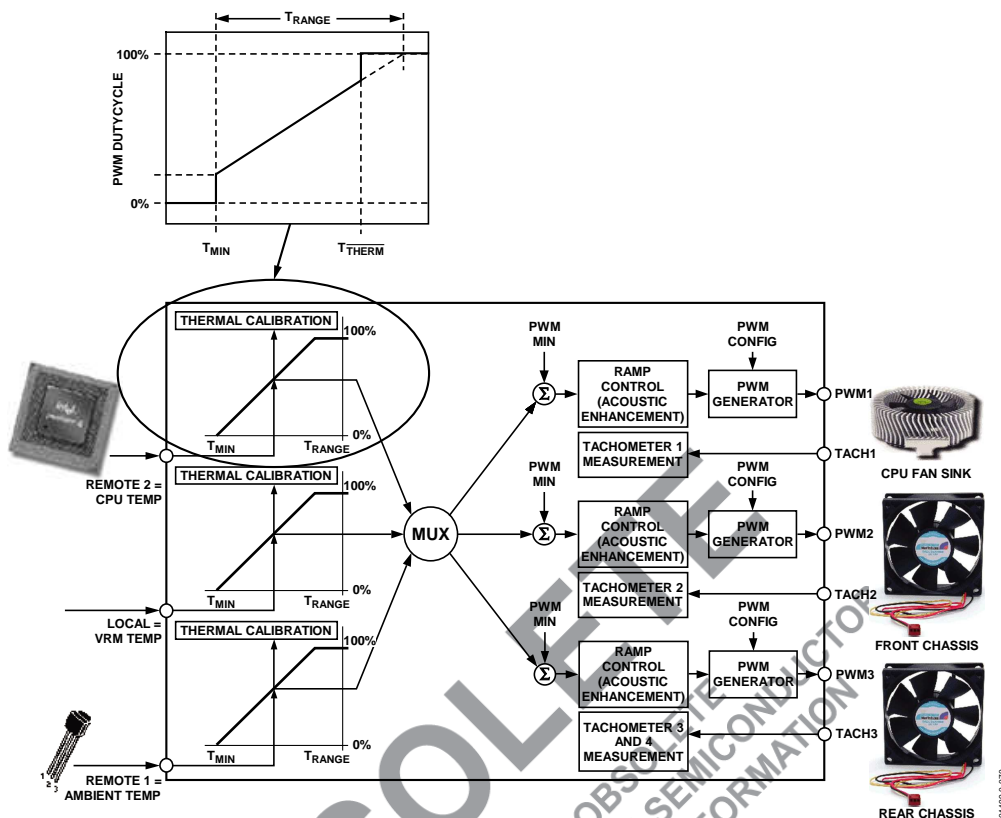 TRANGE
100%
PWM DUTYCYCLE
0%
TMIN
TTHERM
THERMAL CALIBRATION
100%
0%
TMIN
TRANGE
REMOTE 2 =
CPU TEMP
THERMAL CALIBRATION
100%
0%
TMIN
TRANGE
LOCAL =
VRM TEMP
THERMAL CALIBRATION
100%
0%
TMIN
TRANGE
REMOTE 1 =
AMBIENT TEMP
1
2
3
intel
MUX
PWM
MIN
Σ
RAMP
CONTROL
(ACOUSTIC
ENHANCEMENT)
PWM
CONFIG
PWM
GENERATOR
PWM1
TACHOMETER 1
MEASUREMENT
TACH1
CPU FAN SINK
PWM
MIN
Σ
RAMP
CONTROL
(ACOUSTIC
ENHANCEMENT)
PWM
CONFIG
PWM
GENERATOR
PWM2
TACHOMETER 2
MEASUREMENT
TACH2
FRONT CHASSIS
PWM
MIN
Σ
RAMP
CONTROL
(ACOUSTIC
ENHANCEMENT)
PWM
CONFIG
PWM
GENERATOR
PWM3
TACHOMETER 3
AND 4
MEASUREMENT
TACH3
REAR CHASSIS
OBSOLETE
SEMICONDUCTOR